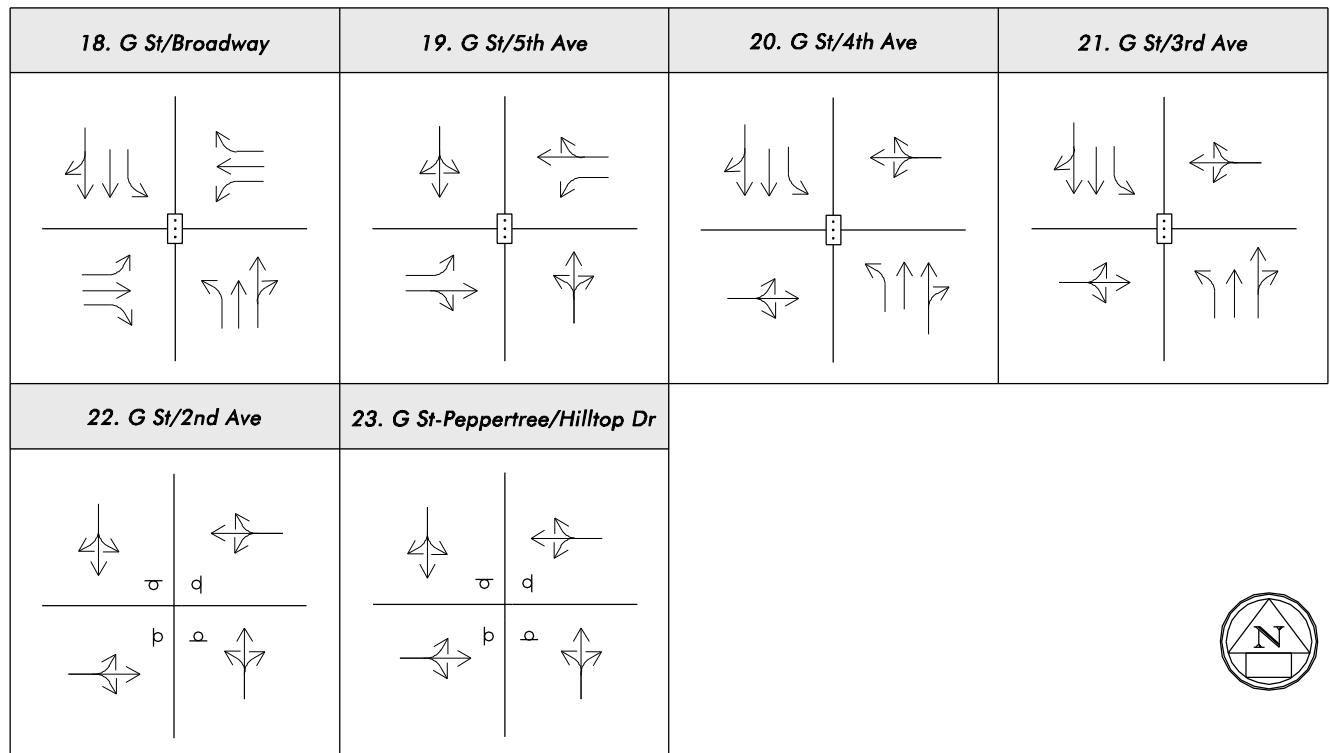 18. G St/Broadway
19. G St/5th Ave
20. G St/4th Ave
21. G St/3rd Ave
22. G St/2nd Ave
23. G St-Peppertree/Hilltop Dr
N